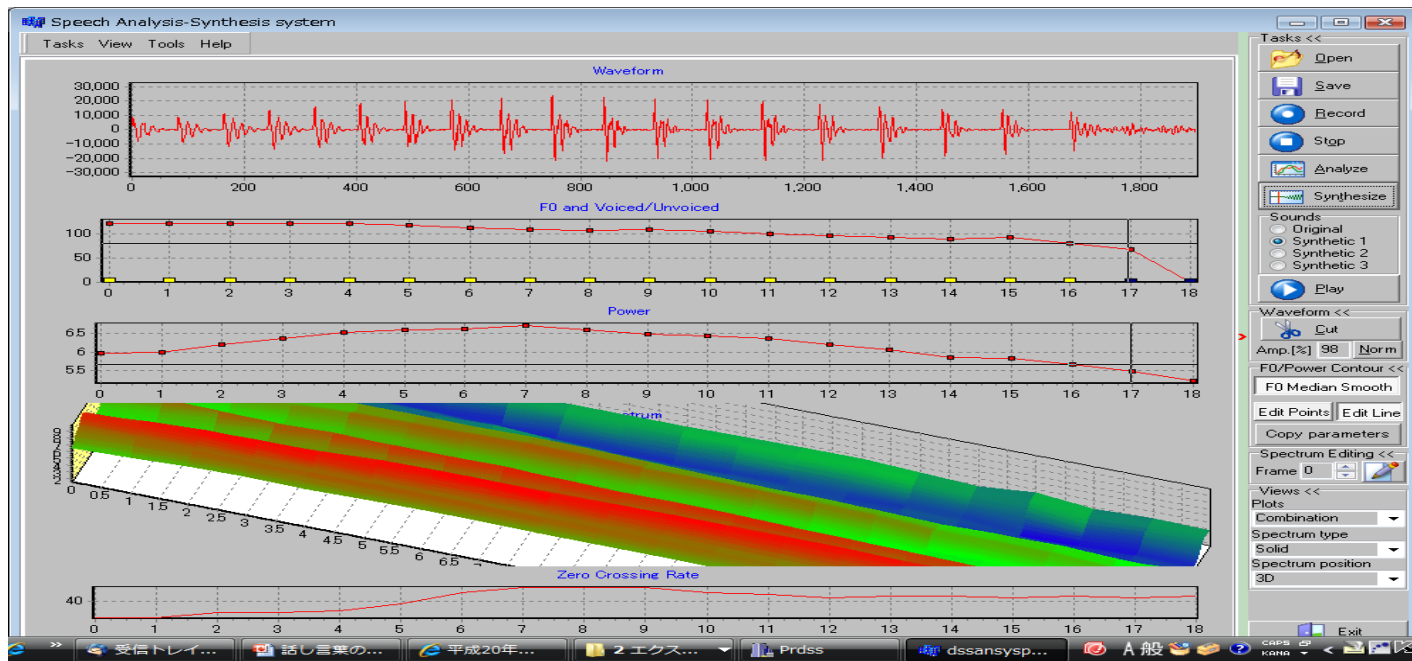 Speech Analysis-Synthesis system
Tasks View Tools Help
Waveform
30,000
20,000
10,000
0
-10,000
-20,000
-30,000
0 200 400 600 800 1,000 1,200 1,400 1,600 1,800
F0 and Voiced/Unvoiced
100
50
0
0 1 2 3 4 5 6 7 8 9 10 11 12 13 14 15 16 17 18
Power
6.5
6
5.5
0 1 2 3 4 5 6 7 8 9 10 11 12 13 14 15 16 17 18
0 0.5 1 1.5 2 2.5 3 3.5 4 4.5 5 5.5 6 6.5
Zero Crossing Rate
40
0 1 2 3 4 5 6 7 8 9 10 11 12 13 14 15 16 17 18
Tasks <<
Open
Save
Record
Stop
Analyze
Synthesize
Sounds
Original
Synthetic 1
Synthetic 2
Synthetic 3
Play
Waveform <<
Cut
Amp.[%] 98 Norm
F0/Power Contour <<
F0 Median Smooth
Edit Points Edit Line
Copy parameters
Spectrum Editing <<
Frame 0
Views <<
Plots
Combination
Spectrum type
Solid
Spectrum position
3D
Exit
» 受信トレイ... 話し言葉の... 平成20年... 2 エクス... Prdss dssansysp... A 般 CAPS KANA